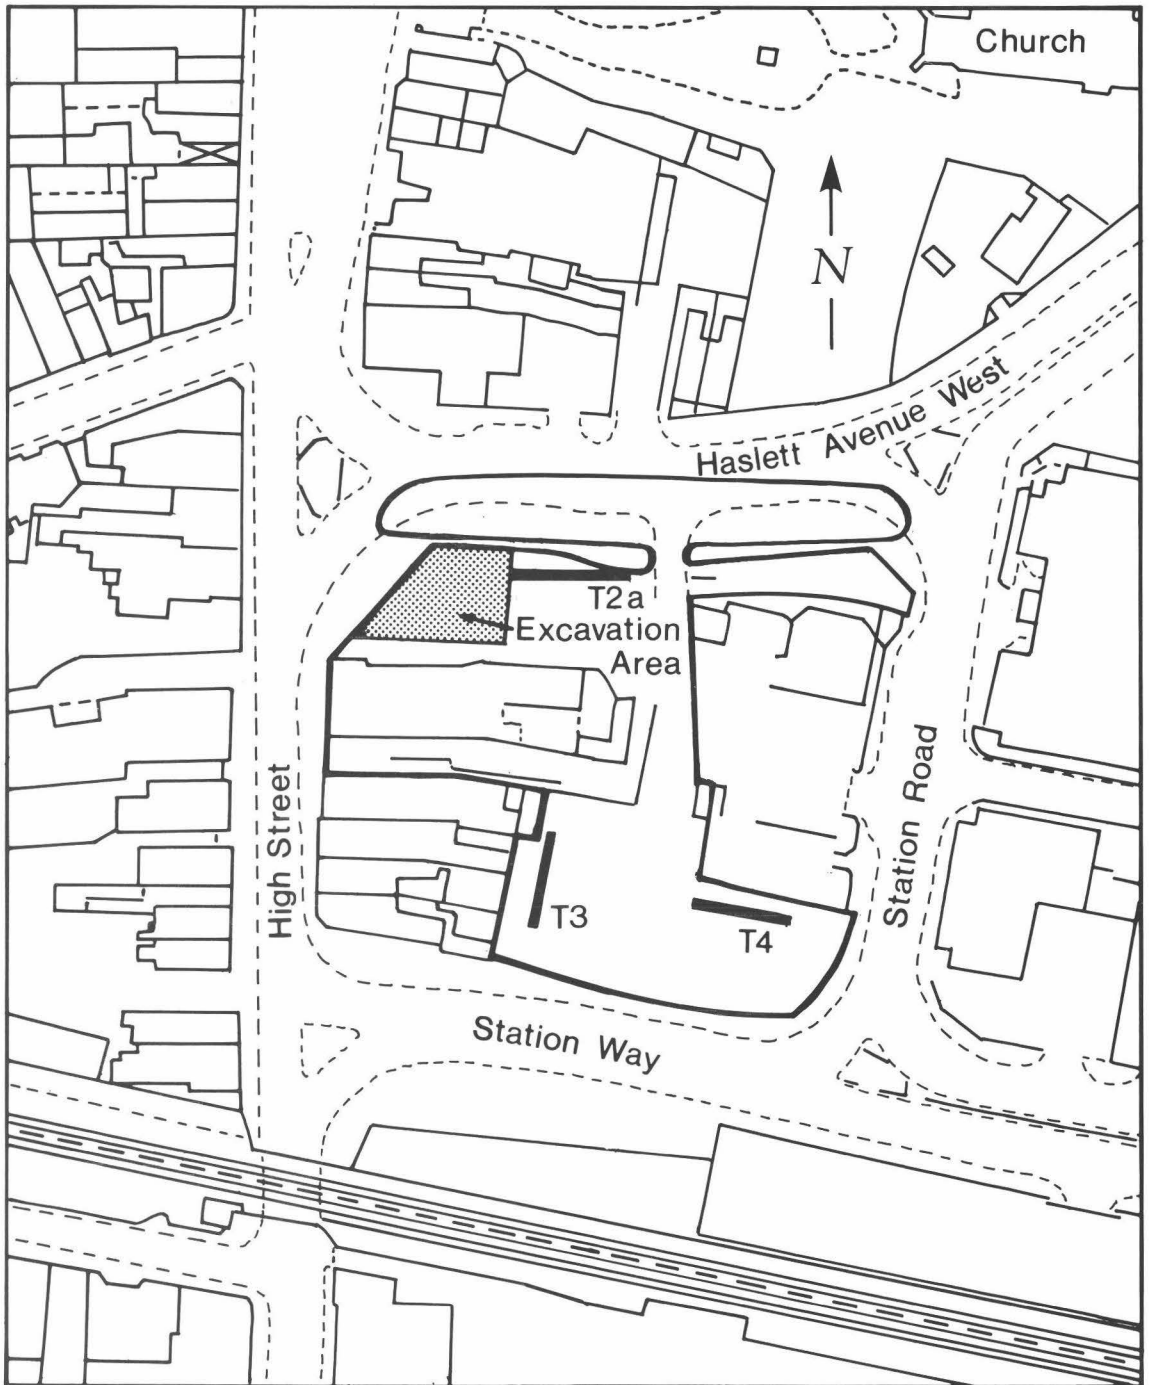 Church
N
Haslett Avenue West
T2a
Excavation
Area
High Street
Station Road
T3
T4
Station Way